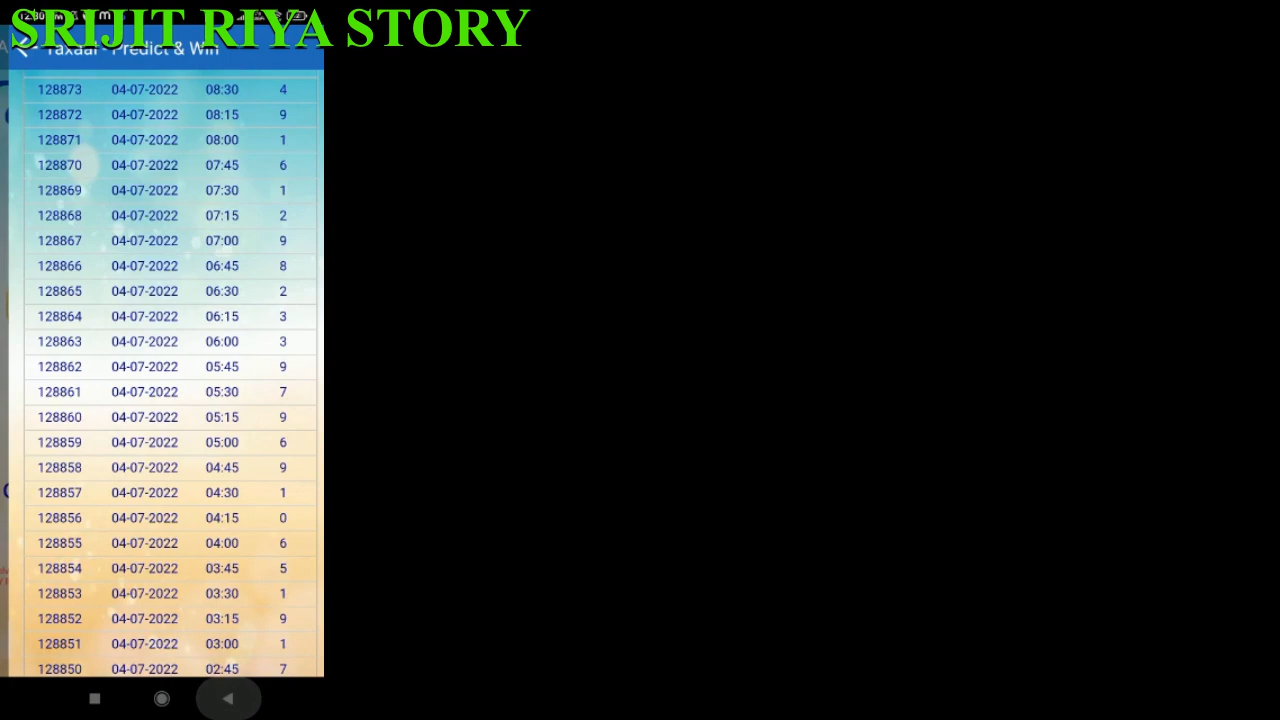 SRIJIT RIYA STORY
Taxaal - Predict & Win
128873 04-07-2022 08:30 4
128872 04-07-2022 08:15 9
128871 04-07-2022 08:00 1
128870 04-07-2022 07:45 6
128869 04-07-2022 07:30 1
128868 04-07-2022 07:15 2
128867 04-07-2022 07:00 9
128866 04-07-2022 06:45 8
128865 04-07-2022 06:30 2
128864 04-07-2022 06:15 3
128863 04-07-2022 06:00 3
128862 04-07-2022 05:45 9
128861 04-07-2022 05:30 7
128860 04-07-2022 05:15 9
128859 04-07-2022 05:00 6
128858 04-07-2022 04:45 9
128857 04-07-2022 04:30 1
128856 04-07-2022 04:15 0
128855 04-07-2022 04:00 6
128854 04-07-2022 03:45 5
128853 04-07-2022 03:30 1
128852 04-07-2022 03:15 9
128851 04-07-2022 03:00 1
128850 04-07-2022 02:45 7